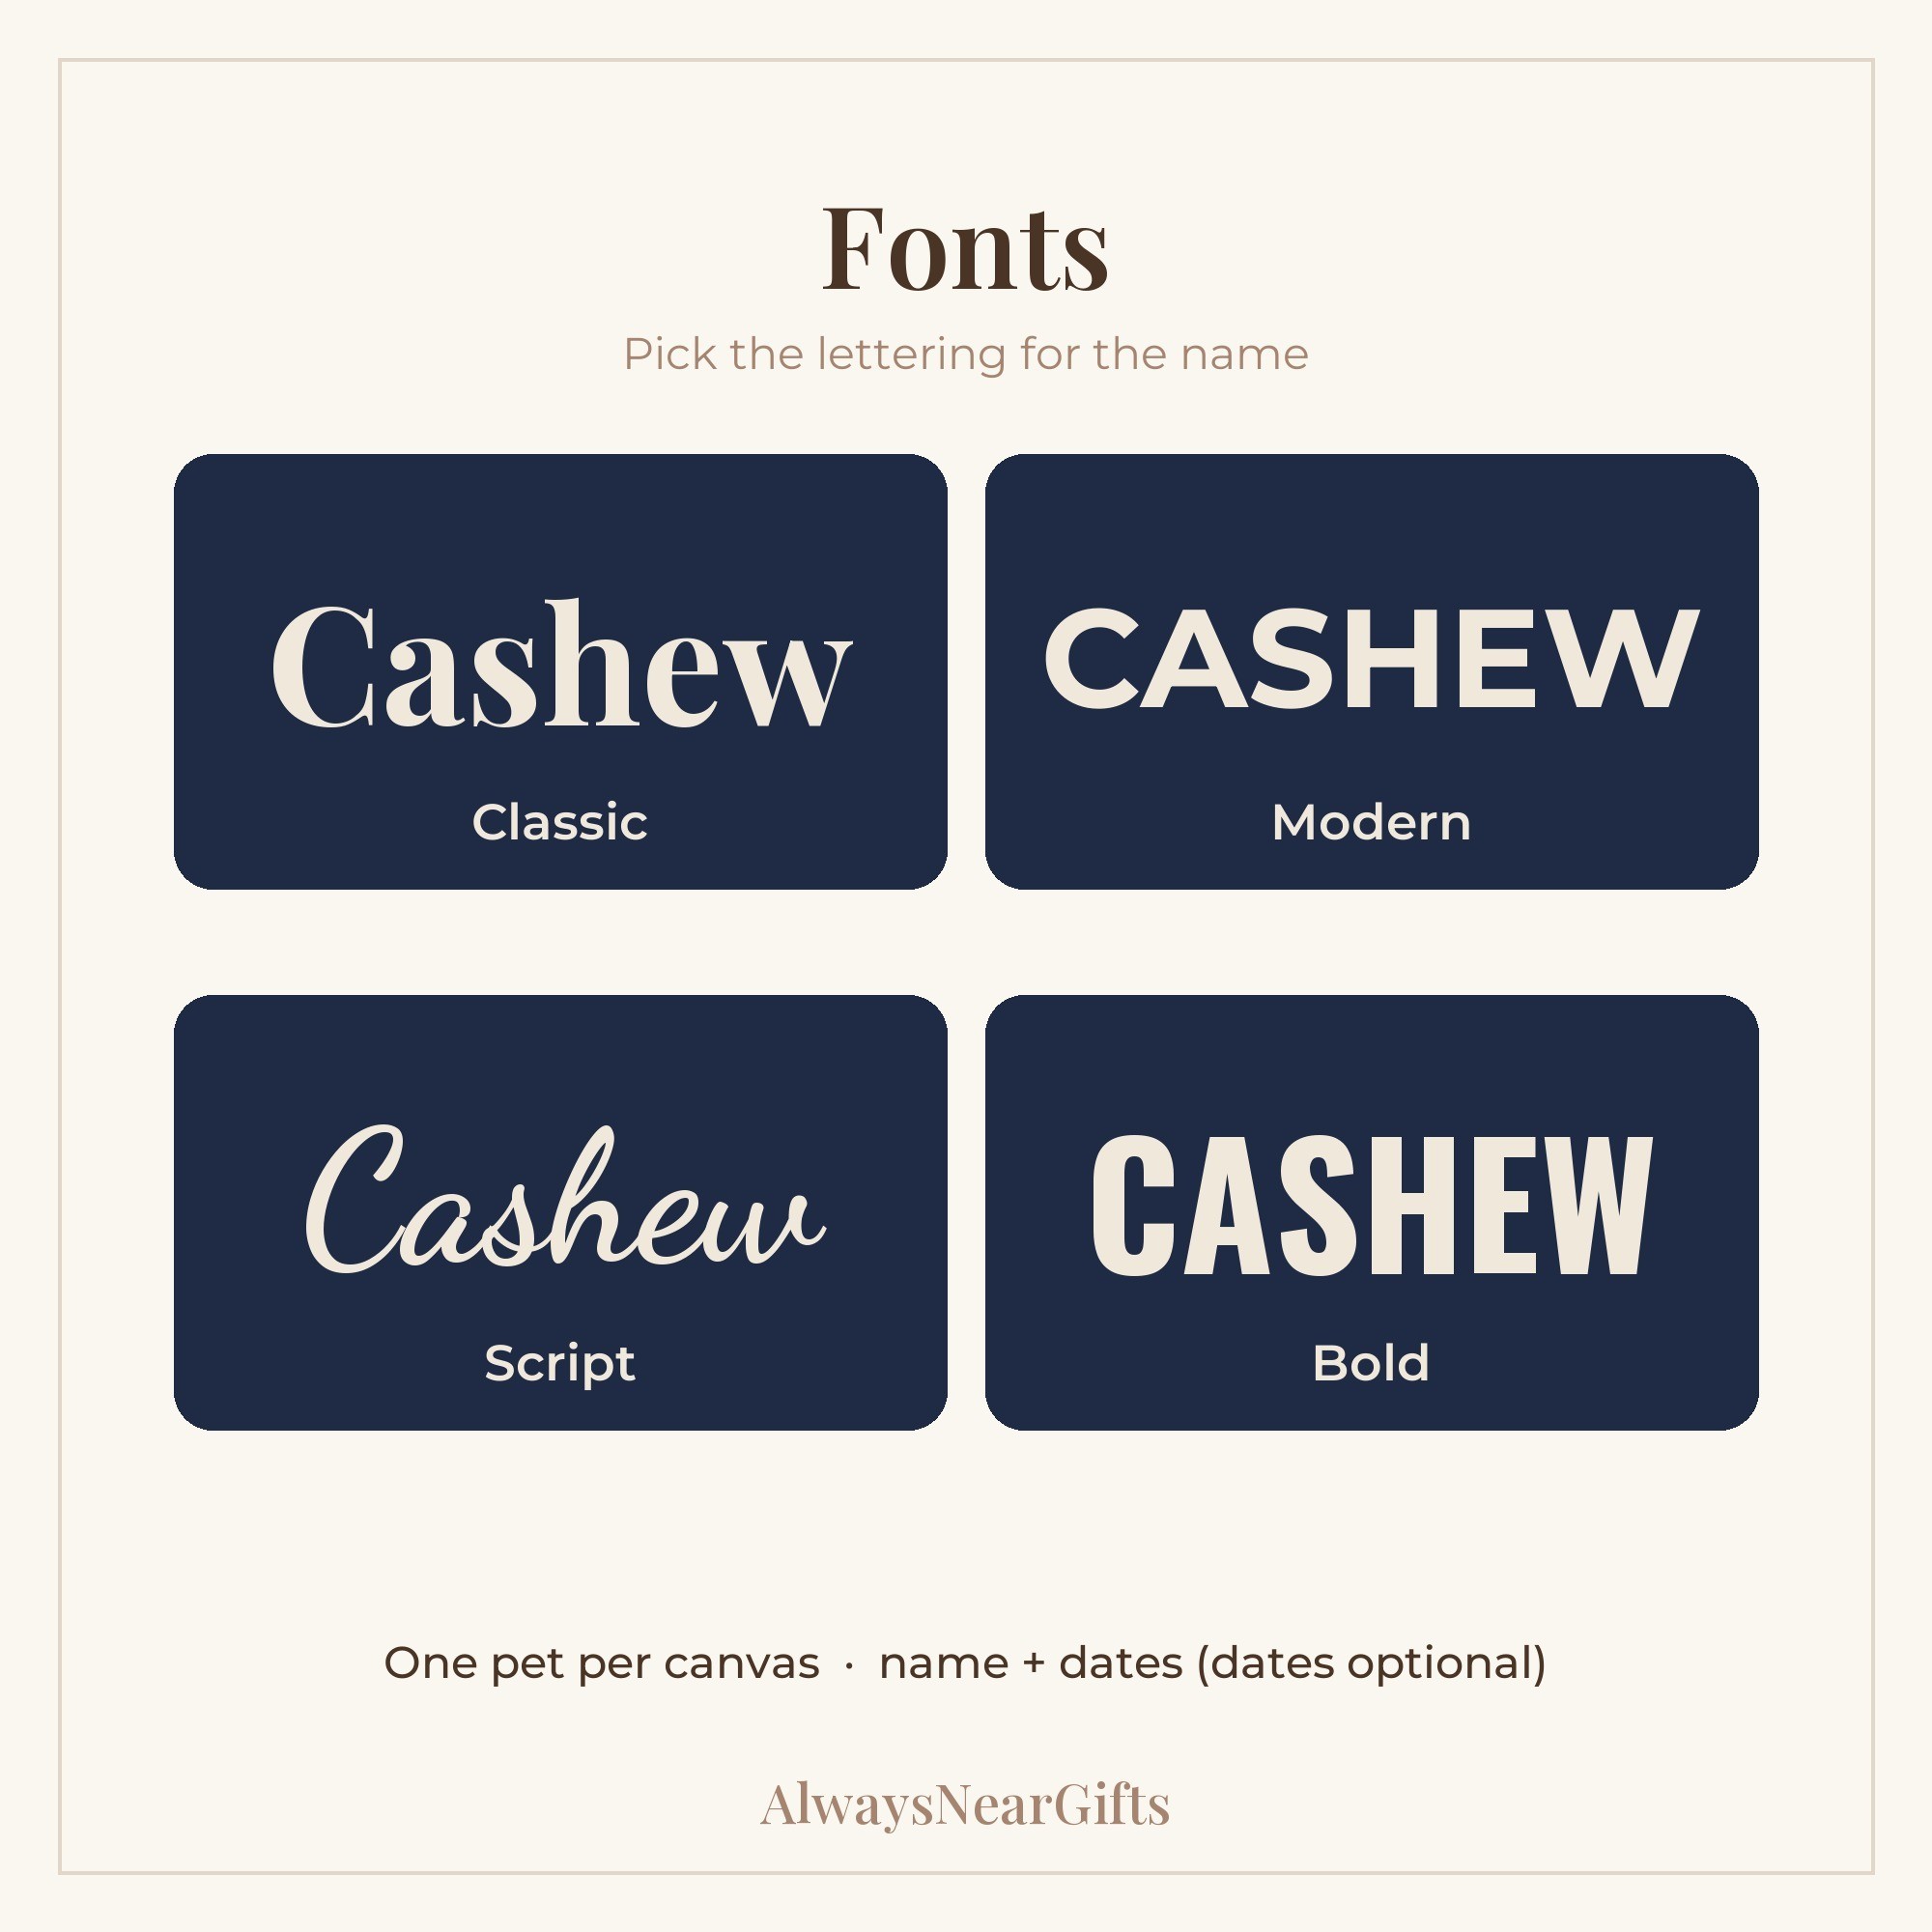 Fonts
Pick the lettering for the name
Cashew
CASHEW
Classic
Modern
Cashew
CASHEW
Script
Bold
One pet per canvas · name + dates (dates optional)
AlwaysNearGifts